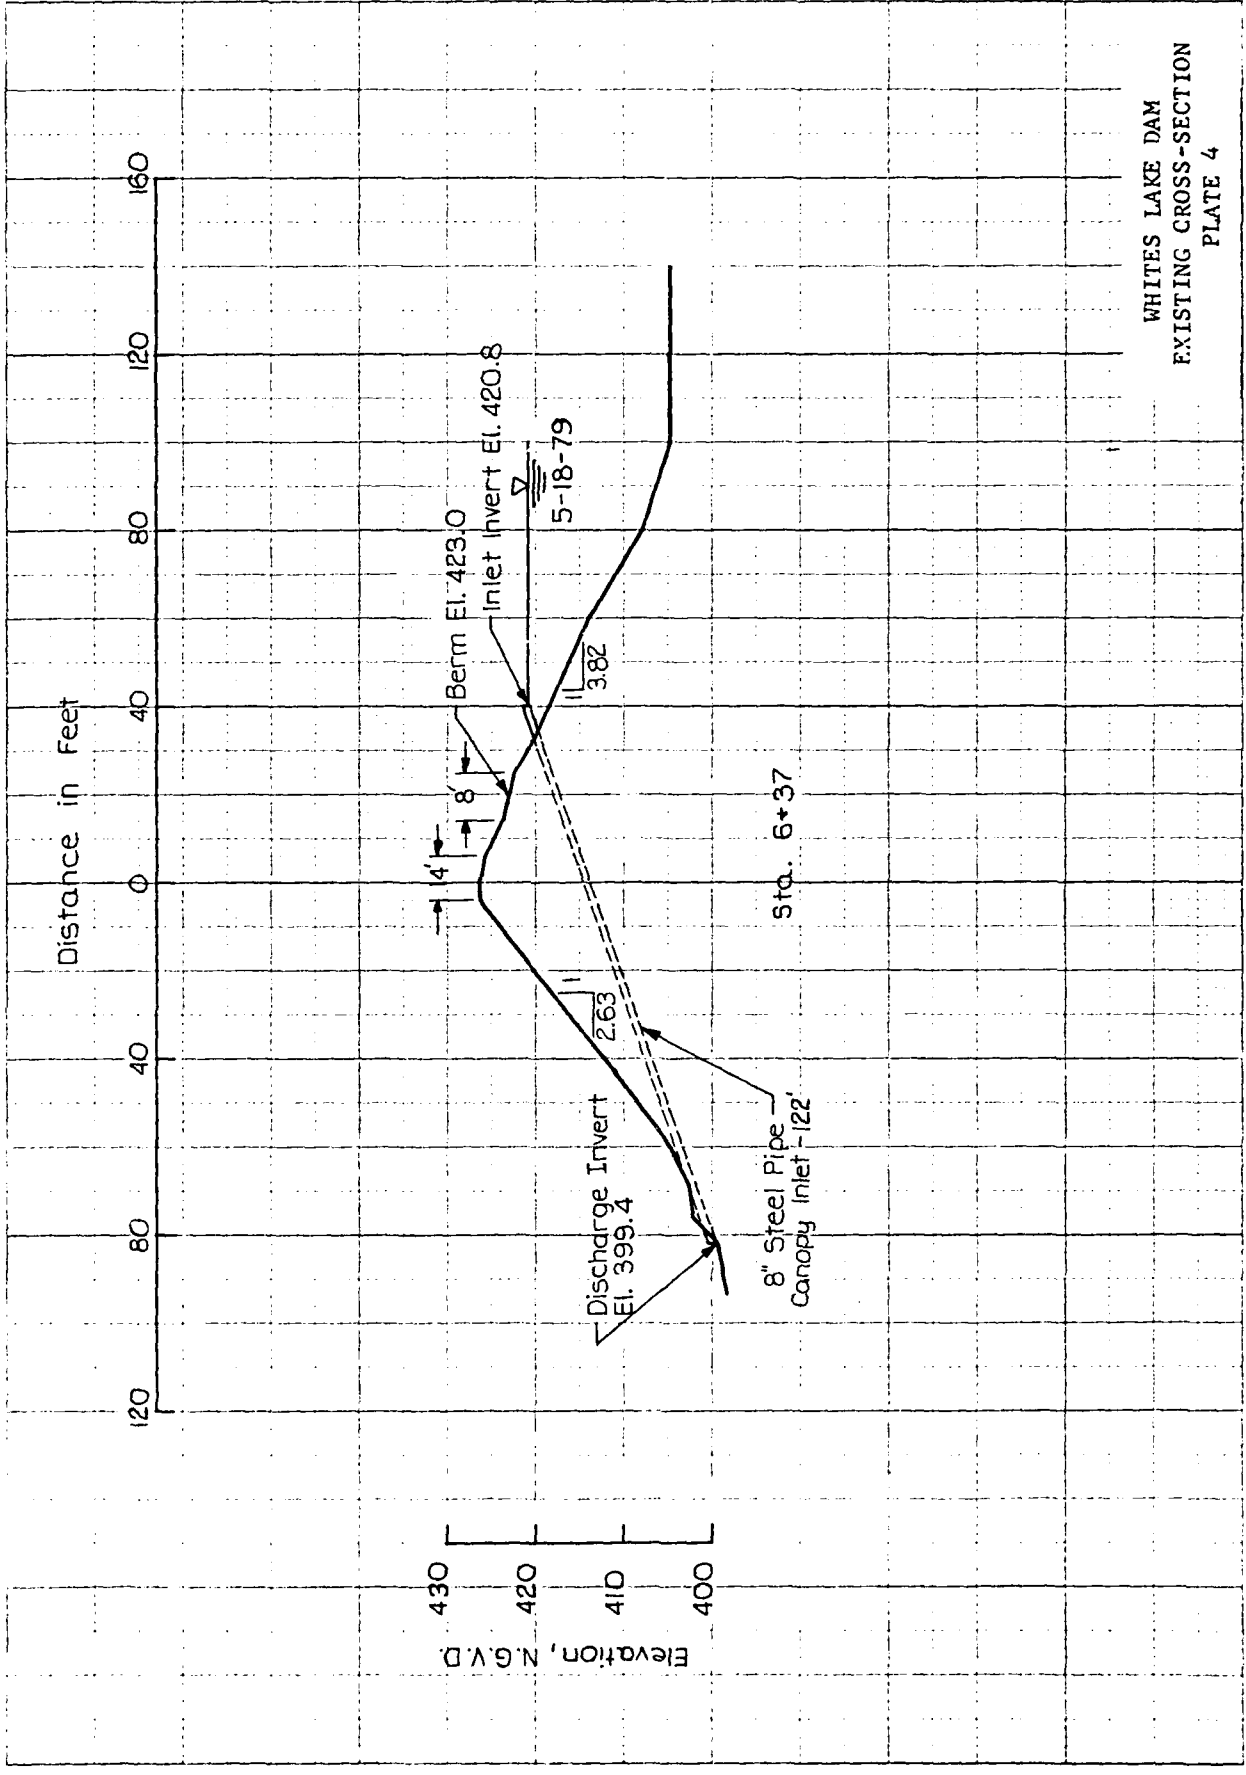 Distance in Feet
120
80
40
0
40
80
120
160
Elevation, N.G.V.D.
430
420
410
400
14'
8'
Berm El. 423.0
Inlet Invert El. 420.8
5-18-79
1
3.82
1
2.63
Discharge Invert
El. 399.4
8" Steel Pipe
Canopy Inlet-122'
Sta. 6+37
WHITES LAKE DAM
EXISTING CROSS-SECTION
PLATE 4